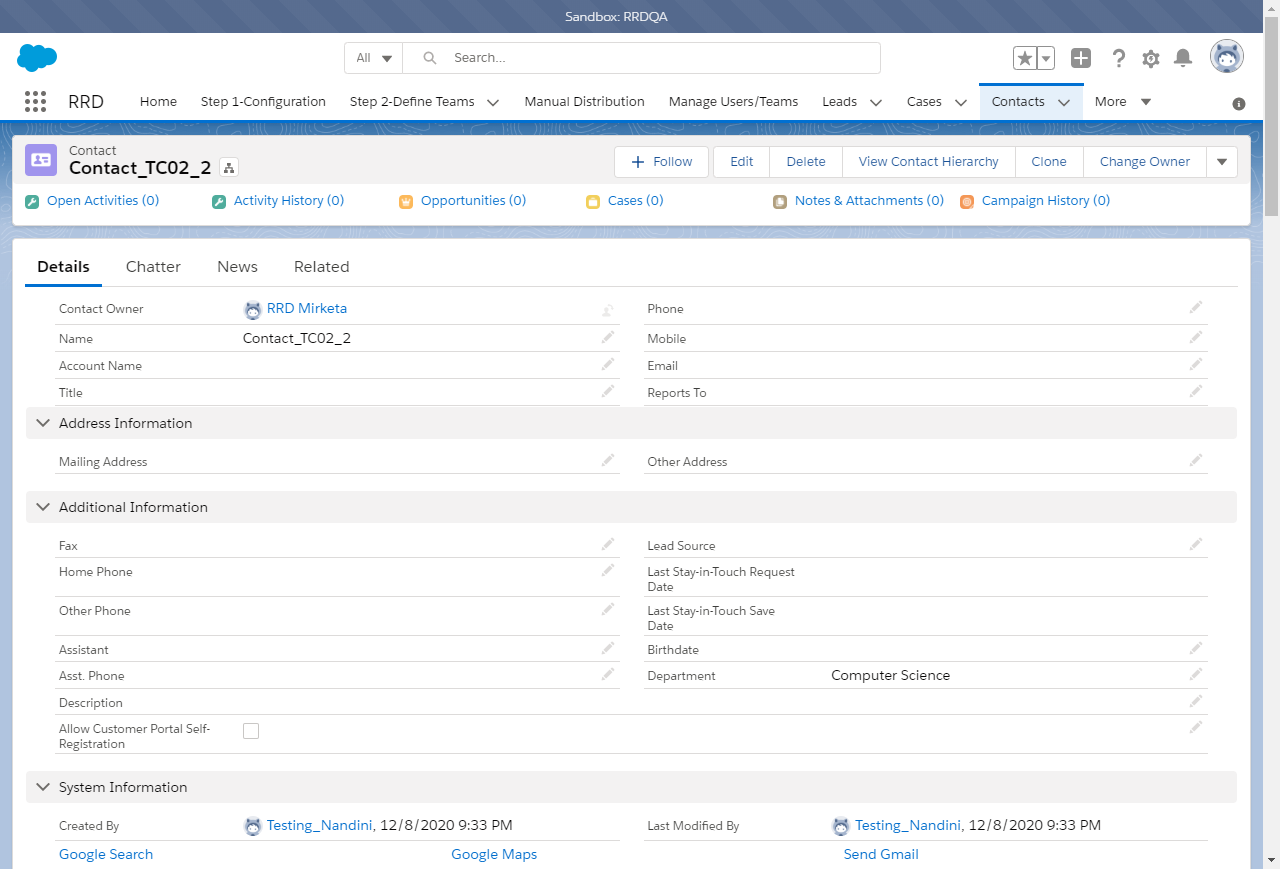 Sandbox: RRDQA
All
Search...
RRD
Home Step 1-Configuration Step 2-Define Teams Manual Distribution Manage Users/Teams Leads Cases Contacts More
Contact
Contact_TC02_2
Follow Edit Delete View Contact Hierarchy Clone Change Owner
Open Activities (0) Activity History (0) Opportunities (0) Cases (0) Notes & Attachments (0) Campaign History (0)
Details Chatter News Related
Contact Owner RRD Mirketa Phone
Name Contact_TC02_2 Mobile
Account Name Email
Title Reports To
Address Information
Mailing Address Other Address
Additional Information
Fax Lead Source
Home Phone Last Stay-in-Touch Request
Date
Other Phone Last Stay-in-Touch Save
Date
Assistant Birthdate
Asst. Phone Department Computer Science
Description
Allow Customer Portal Self-
Registration
System Information
Created By Testing_Nandini, 12/8/2020 9:33 PM Last Modified By Testing_Nandini, 12/8/2020 9:33 PM
Google Search Google Maps Send Gmail